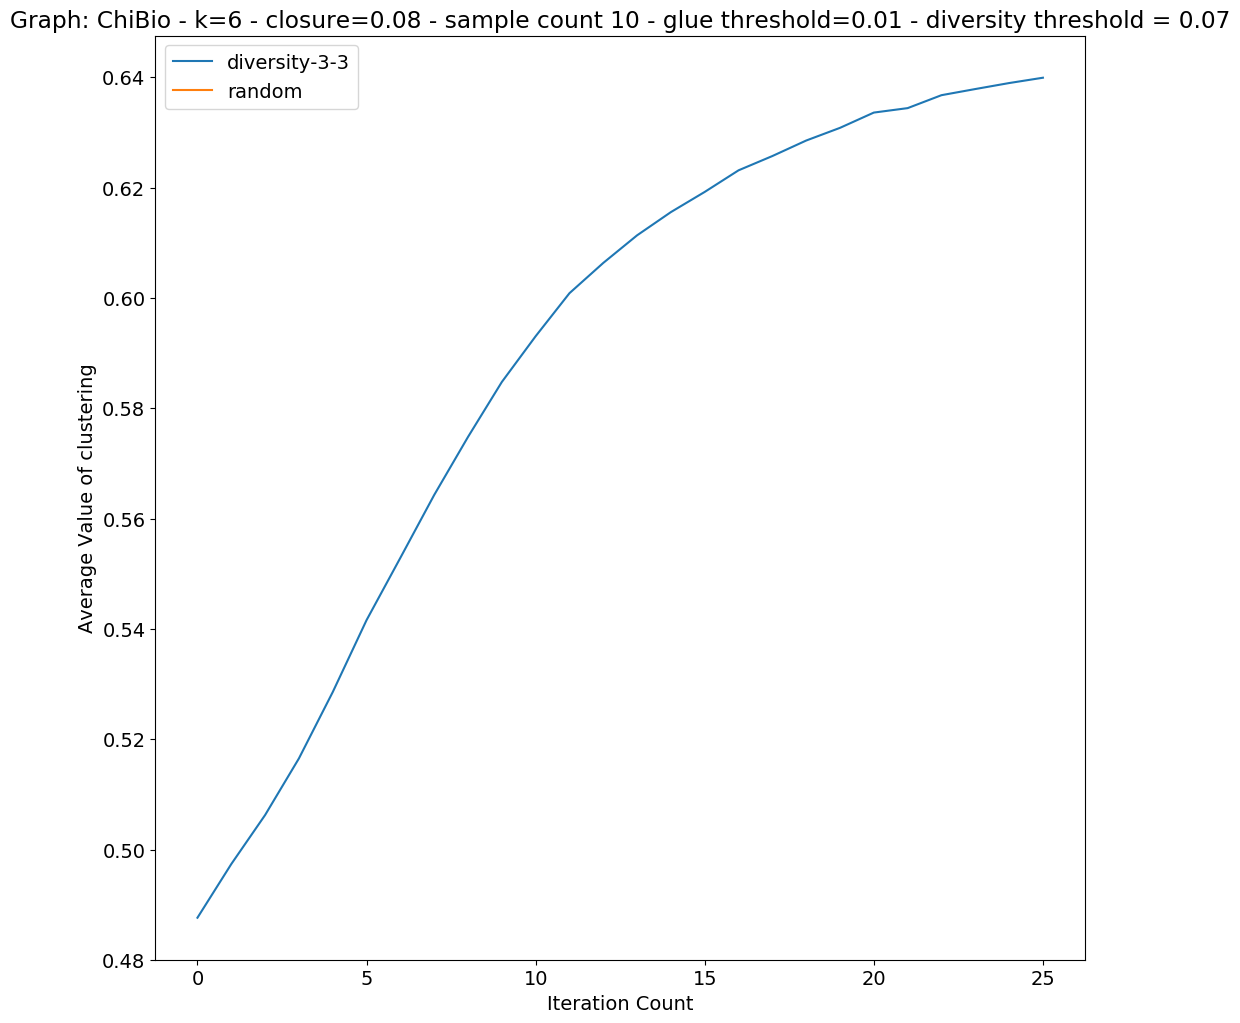 Graph: ChiBio - k=6 - closure=0.08 - sample count 10 - glue threshold=0.01 - diversity threshold = 0.07
diversity-3-3
random
0.64
0.62
0.60
0.58
0.56
0.54
0.52
0.50
0.48
Average Value of clustering
0 5 10 15 20 25
Iteration Count